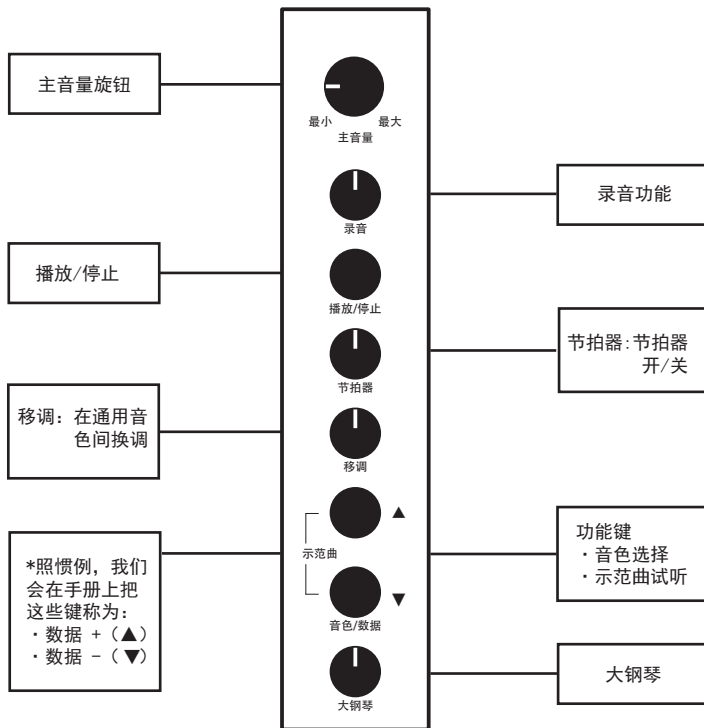 主音量旋钮
最小 最大
主音量
录音功能
录音
播放/停止
播放/停止
节拍器:节拍器
开/关
节拍器
移调: 在通用音
色间换调
移调
▲
示范曲
▼
音色/数据
*照惯例, 我们
会在手册上把
这些键称为:
·数据 + (▲)
·数据 - (▼)
功能键
·音色选择
·示范曲试听
大钢琴
大钢琴